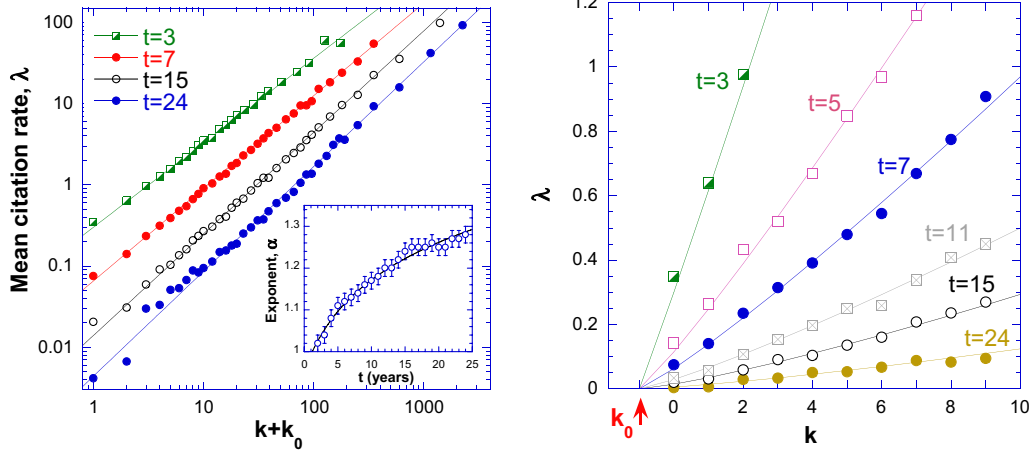 100
10
1
0.1
0.01
Mean citation rate, λ
t=3
t=7
t=15
t=24
1.3
1.2
1.1
1
Exponent, α
0 5 10 15 20 25
t (years)
1 10 100 1000
k+k0
1.2
1
0.8
0.6
0.4
0.2
0
λ
t=3
t=5
t=7
t=11
t=15
t=24
0 2 4 6 8 10
k0
k